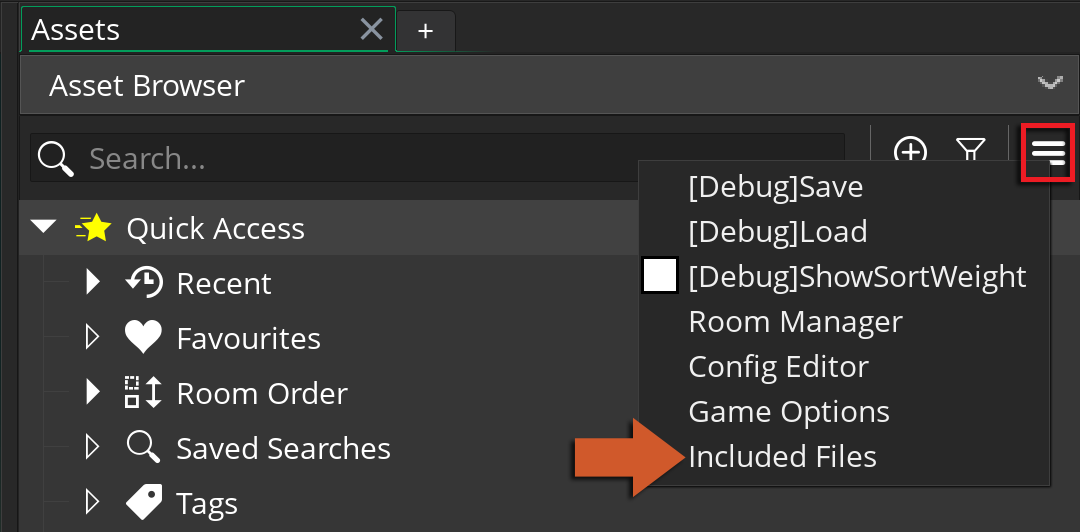 Assets
+
Asset Browser
Search...
[Debug]Save
[Debug]Load
[Debug]ShowSortWeight
Room Manager
Config Editor
Game Options
Included Files
Quick Access
Recent
Favourites
Room Order
Saved Searches
Tags